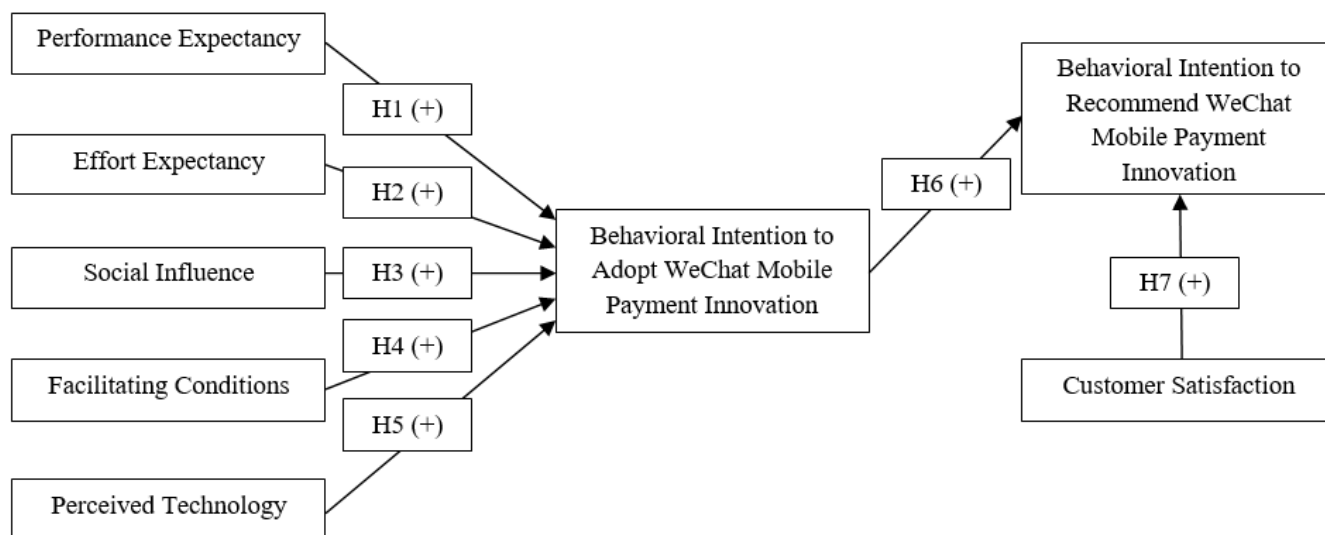 Performance Expectancy
H1 (+)
Effort Expectancy
H2 (+)
Social Influence
H3 (+)
Facilitating Conditions
H4 (+)
Perceived Technology
H5 (+)
Behavioral Intention to
Adopt WeChat Mobile
Payment Innovation
H6 (+)
Behavioral Intention to
Recommend WeChat
Mobile Payment
Innovation
H7 (+)
Customer Satisfaction